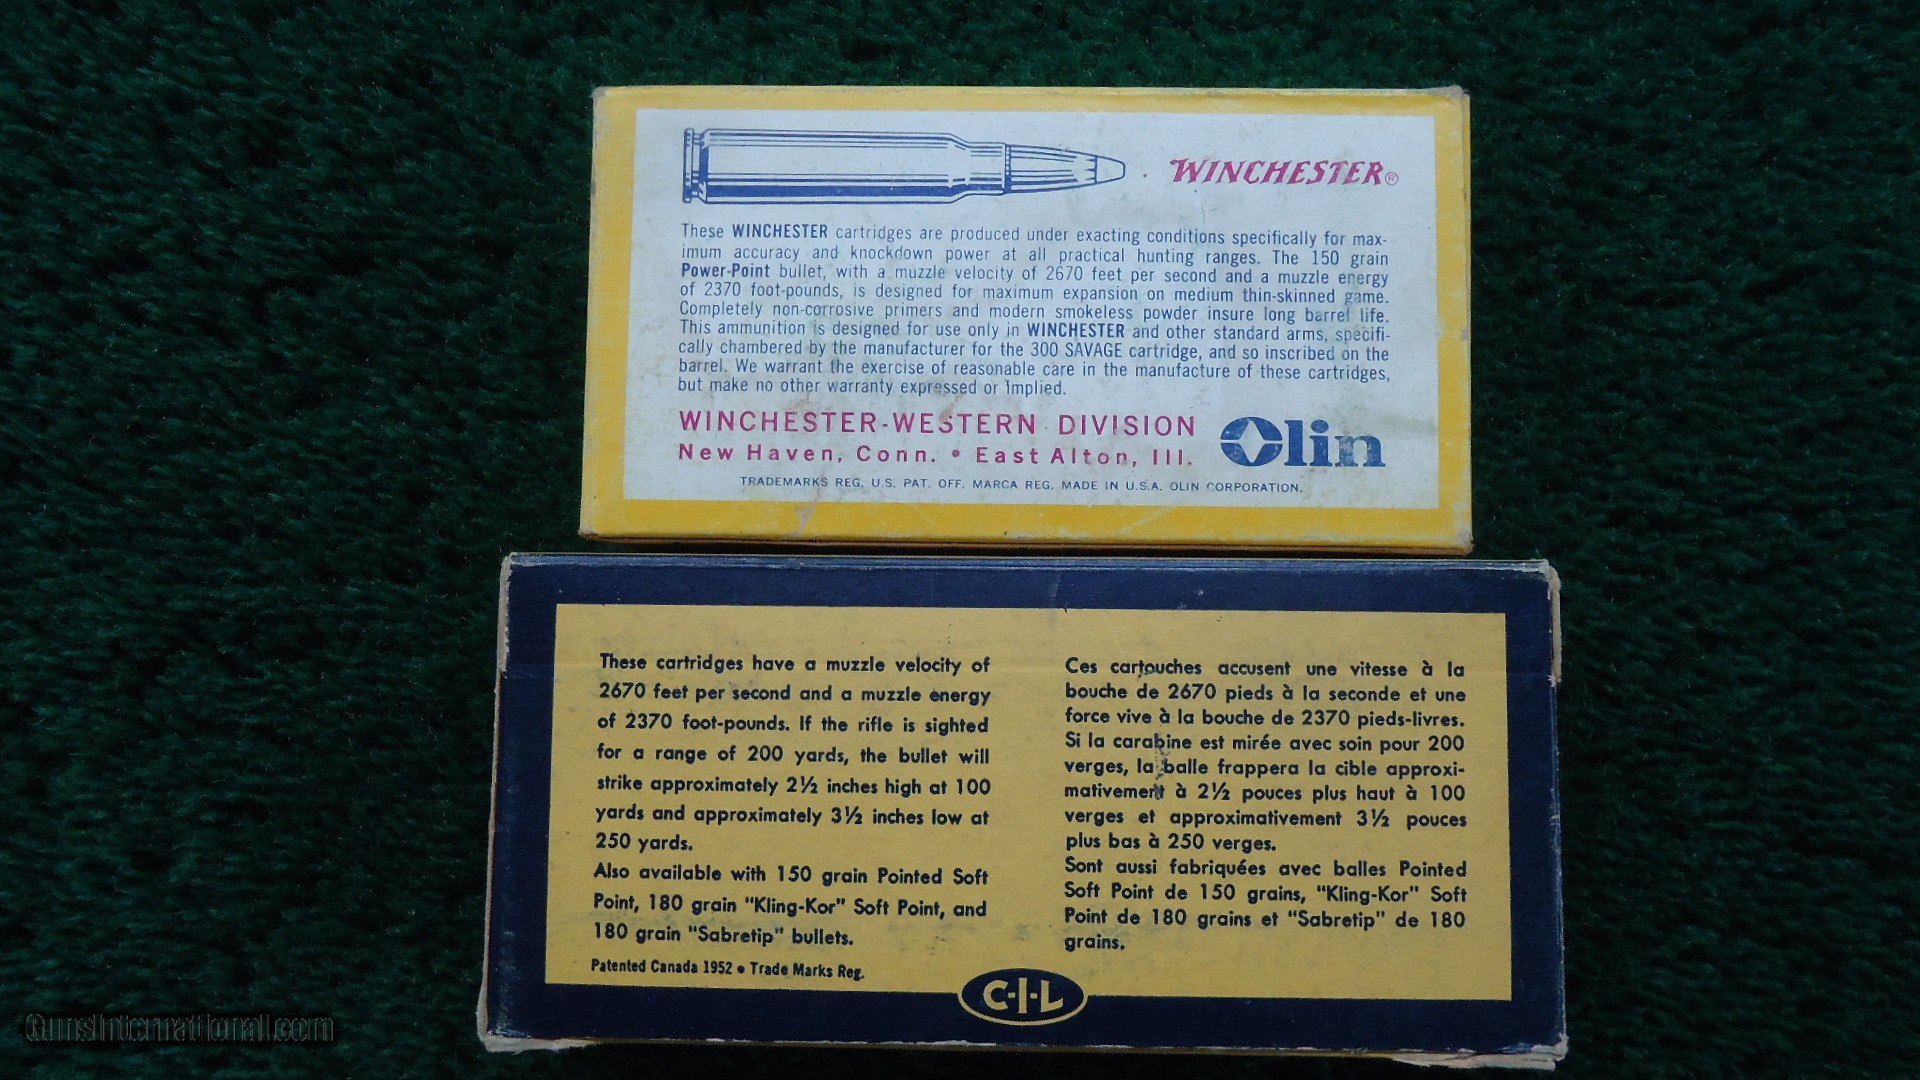 WINCHESTER®
These WINCHESTER cartridges are produced under exacting conditions specifically for max-
imum accuracy and knockdown power at all practical hunting ranges. The 150 grain
Power-Point bullet, with a muzzle velocity of 2670 feet per second and a muzzle energy
of 2370 foot-pounds, is designed for maximum expansion on medium thin-skinned game.
Completely non-corrosive primers and modern smokeless powder insure long barrel life.
This ammunition is designed for use only in WINCHESTER and other standard arms, specifi-
cally chambered by the manufacturer for the 300 SAVAGE cartridge, and so inscribed on the
barrel. We warrant the exercise of reasonable care in the manufacture of these cartridges,
but make no other warranty expressed or implied.
WINCHESTER-WESTERN DIVISION
New Haven, Conn. • East Alton, Ill.
Olin
TRADEMARKS REG. U.S. PAT. OFF. MARCA REG. MADE IN U.S.A. OLIN CORPORATION.
These cartridges have a muzzle velocity of
2670 feet per second and a muzzle energy
of 2370 foot-pounds. If the rifle is sighted
for a range of 200 yards, the bullet will
strike approximately 2½ inches high at 100
yards and approximately 3½ inches low at
250 yards.
Also available with 150 grain Pointed Soft
Point, 180 grain "Kling-Kor" Soft Point, and
180 grain "Sabretip" bullets.
Patented Canada 1952 • Trade Marks Reg.
Ces cartouches accusent une vitesse à la
bouche de 2670 pieds à la seconde et une
force vive à la bouche de 2370 pieds-livres.
Si la carabine est mirée avec soin pour 200
verges, la balle frappera la cible approxi-
mativement à 2½ pouces plus haut à 100
verges et approximativement 3½ pouces
plus bas à 250 verges.
Sont aussi fabriquées avec balles Pointed
Soft Point de 150 grains, "Kling-Kor" Soft
Point de 180 grains et "Sabretip" de 180
grains.
C-I-L
GunsInternational.com